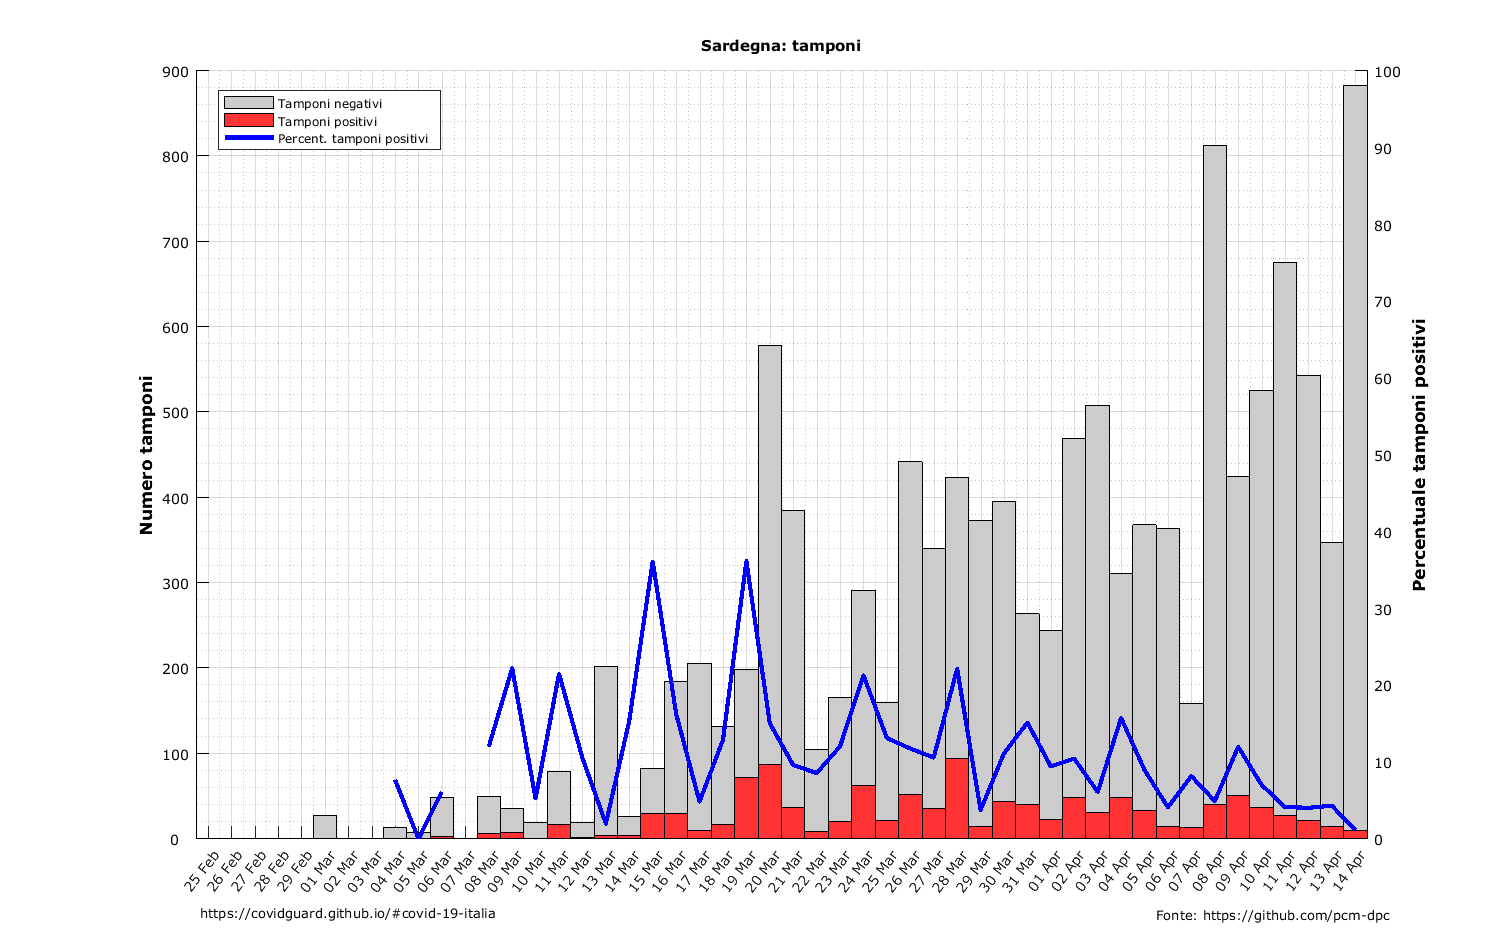 Sardegna: tamponi
Tamponi negativi
Tamponi positivi
Percent. tamponi positivi
Numero tamponi
900
800
700
600
500
400
300
200
100
0
100
90
80
70
60
50
40
30
20
10
0
Percentuale tamponi positivi
25 Feb
26 Feb
27 Feb
28 Feb
29 Feb
01 Mar
02 Mar
03 Mar
04 Mar
05 Mar
06 Mar
07 Mar
08 Mar
09 Mar
10 Mar
11 Mar
12 Mar
13 Mar
14 Mar
15 Mar
16 Mar
17 Mar
18 Mar
19 Mar
20 Mar
21 Mar
22 Mar
23 Mar
24 Mar
25 Mar
26 Mar
27 Mar
28 Mar
29 Mar
30 Mar
31 Mar
01 Apr
02 Apr
03 Apr
04 Apr
05 Apr
06 Apr
07 Apr
08 Apr
09 Apr
10 Apr
11 Apr
12 Apr
13 Apr
14 Apr
https://covidguard.github.io/#covid-19-italia
Fonte: https://github.com/pcm-dpc